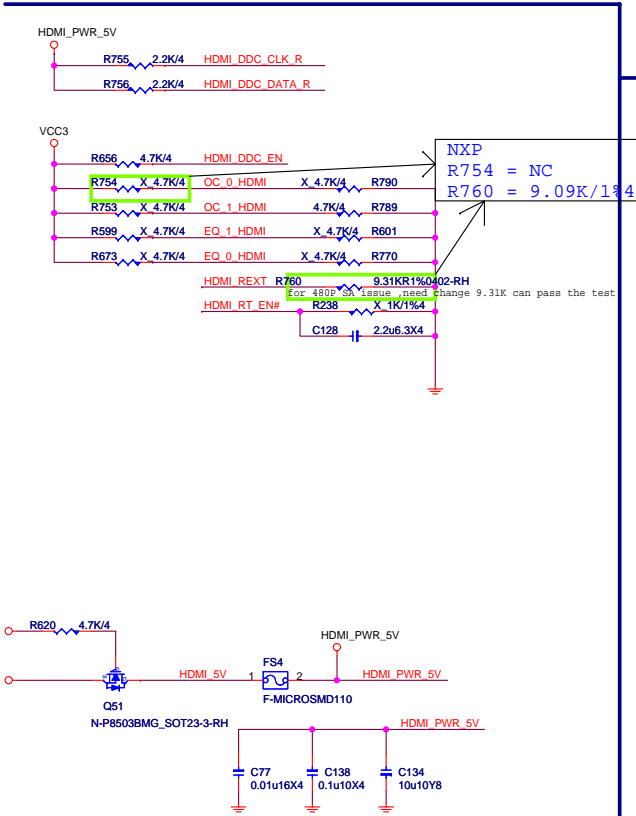 HDMI_PWR_5V
R755 2.2K/4 HDMI_DDC_CLK_R
R756 2.2K/4 HDMI_DDC_DATA_R
VCC3
R656 4.7K/4 HDMI_DDC_EN
R754 X_4.7K/4 OC_0_HDMI X_4.7K/4 R790
R753 X_4.7K/4 OC_1_HDMI 4.7K/4 R789
R599 X_4.7K/4 EQ_1_HDMI X_4.7K/4 R601
R673 X_4.7K/4 EQ_0_HDMI X_4.7K/4 R770
NXP
R754 = NC
R760 = 9.09K/1%4
HDMI_REXT R760 9.31KR1%0402-RH
for 480P SA issue ,need change 9.31K can pass the test
HDMI_RT_EN# R238 X_1K/1%4
C128 2.2u6.3X4
R620 4.7K/4
HDMI_PWR_5V
HDMI_5V 1 FS4 2 HDMI_PWR_5V
F-MICROSMD110
Q51
N-P8503BMG_SOT23-3-RH
HDMI_PWR_5V
C77 C138 C134
0.01u16X4 0.1u10X4 10u10Y8